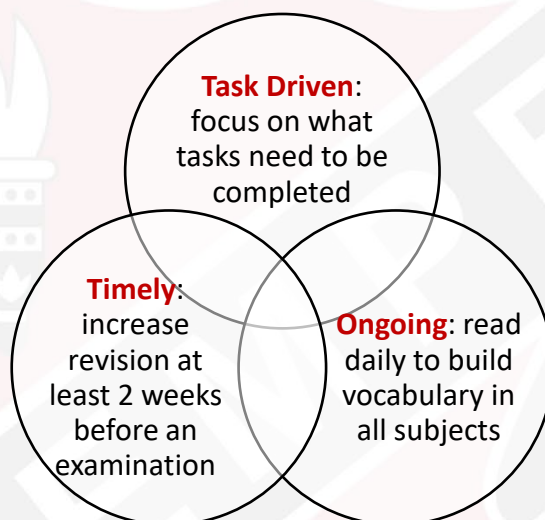 Task Driven:
focus on what
tasks need to be
completed
Timely:
increase
revision at
least 2 weeks
before an
examination
Ongoing: read
daily to build
vocabulary in
all subjects